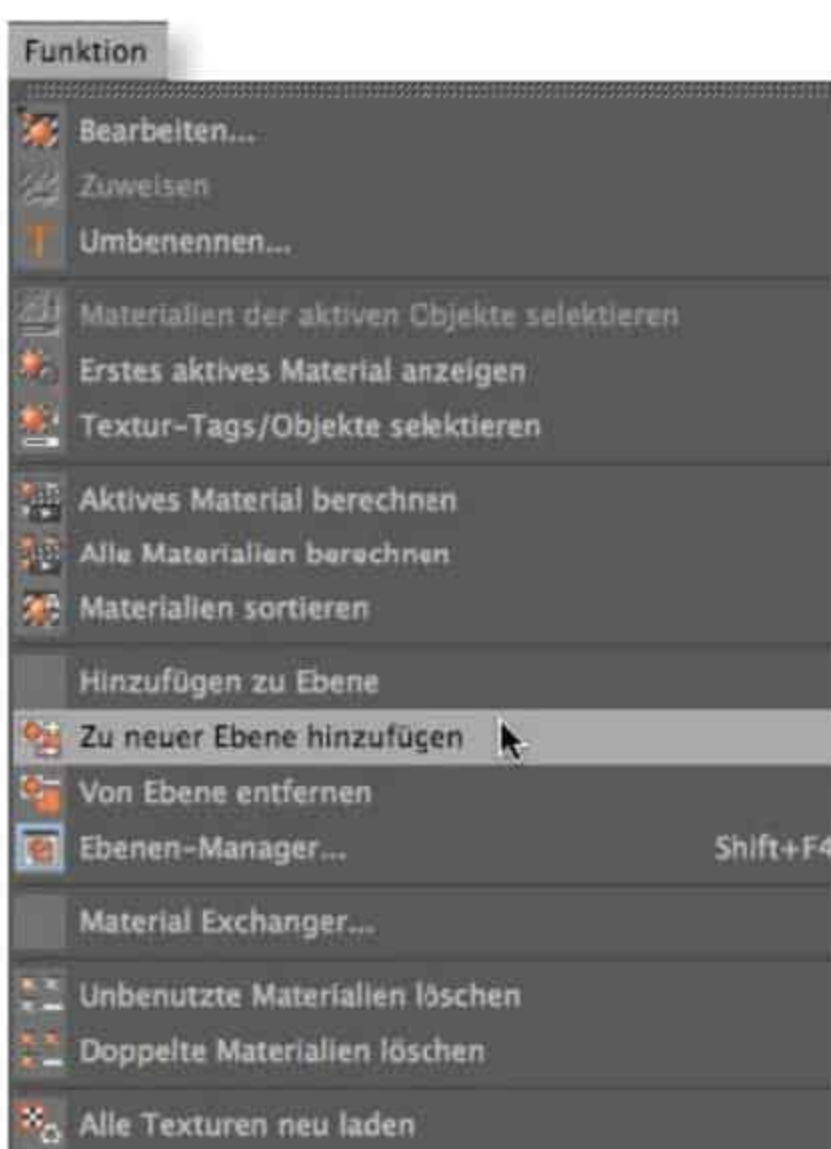 Funktion
Bearbeiten...
Zuweisen
Umbenennen...
Materialien der aktiven Objekte selektieren
Erstes aktives Material anzeigen
Textur-Tags/Objekte selektieren
Aktives Material berechnen
Alle Materialien berechnen
Materialien sortieren
Hinzufügen zu Ebene
Zu neuer Ebene hinzufügen
Von Ebene entfernen
Ebenen-Manager... Shift+F4
Material Exchanger...
Unbenutzte Materialien löschen
Doppelte Materialien löschen
Alle Texturen neu laden